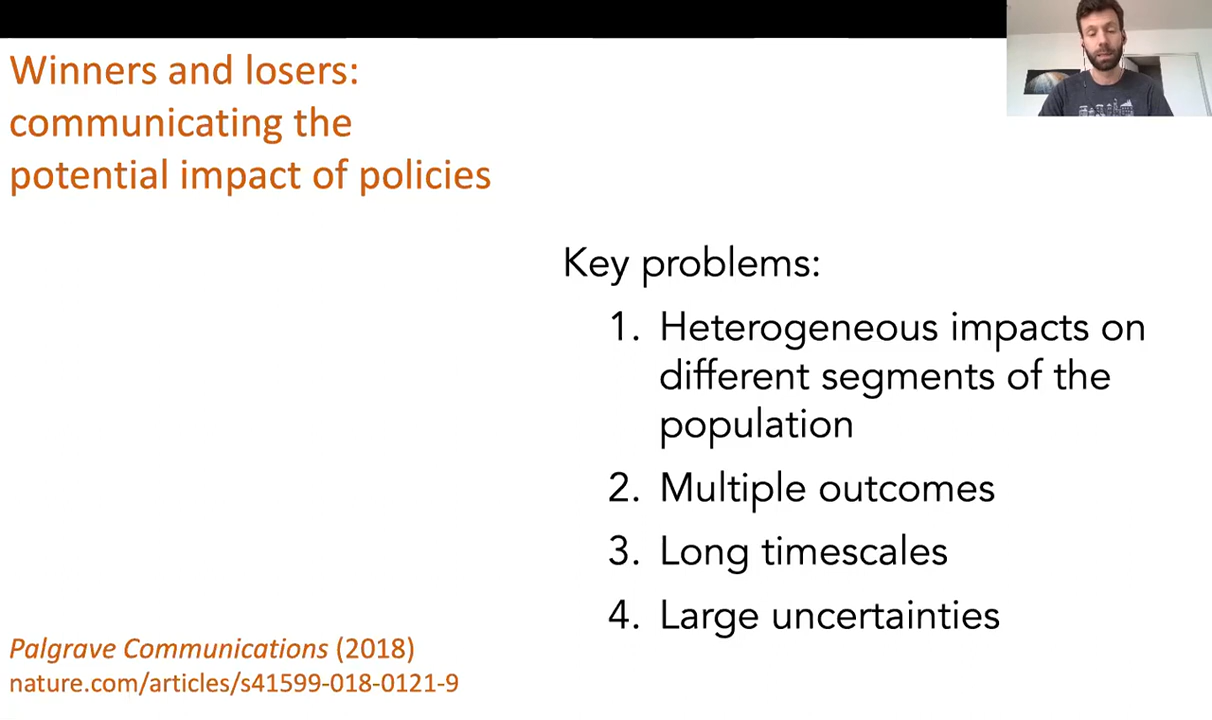 Winners and losers:
communicating the
potential impact of policies
Key problems:
1. Heterogeneous impacts on
different segments of the
population
2. Multiple outcomes
3. Long timescales
4. Large uncertainties
Palgrave Communications (2018)
nature.com/articles/s41599-018-0121-9